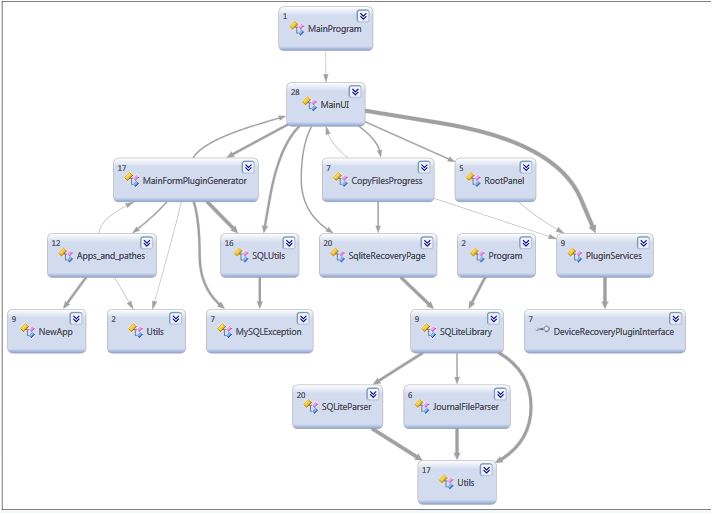 1
MainProgram
28
MainUI
17
MainFormPluginGenerator
7
CopyFilesProgress
5
RootPanel
12
Apps_and_pathes
16
SQLUtils
20
SqliteRecoveryPage
2
Program
9
PluginServices
9
NewApp
2
Utils
7
MySQLException
9
SQLiteLibrary
7
DeviceRecoveryPluginInterface
20
SQLiteParser
6
JournalFileParser
17
Utils